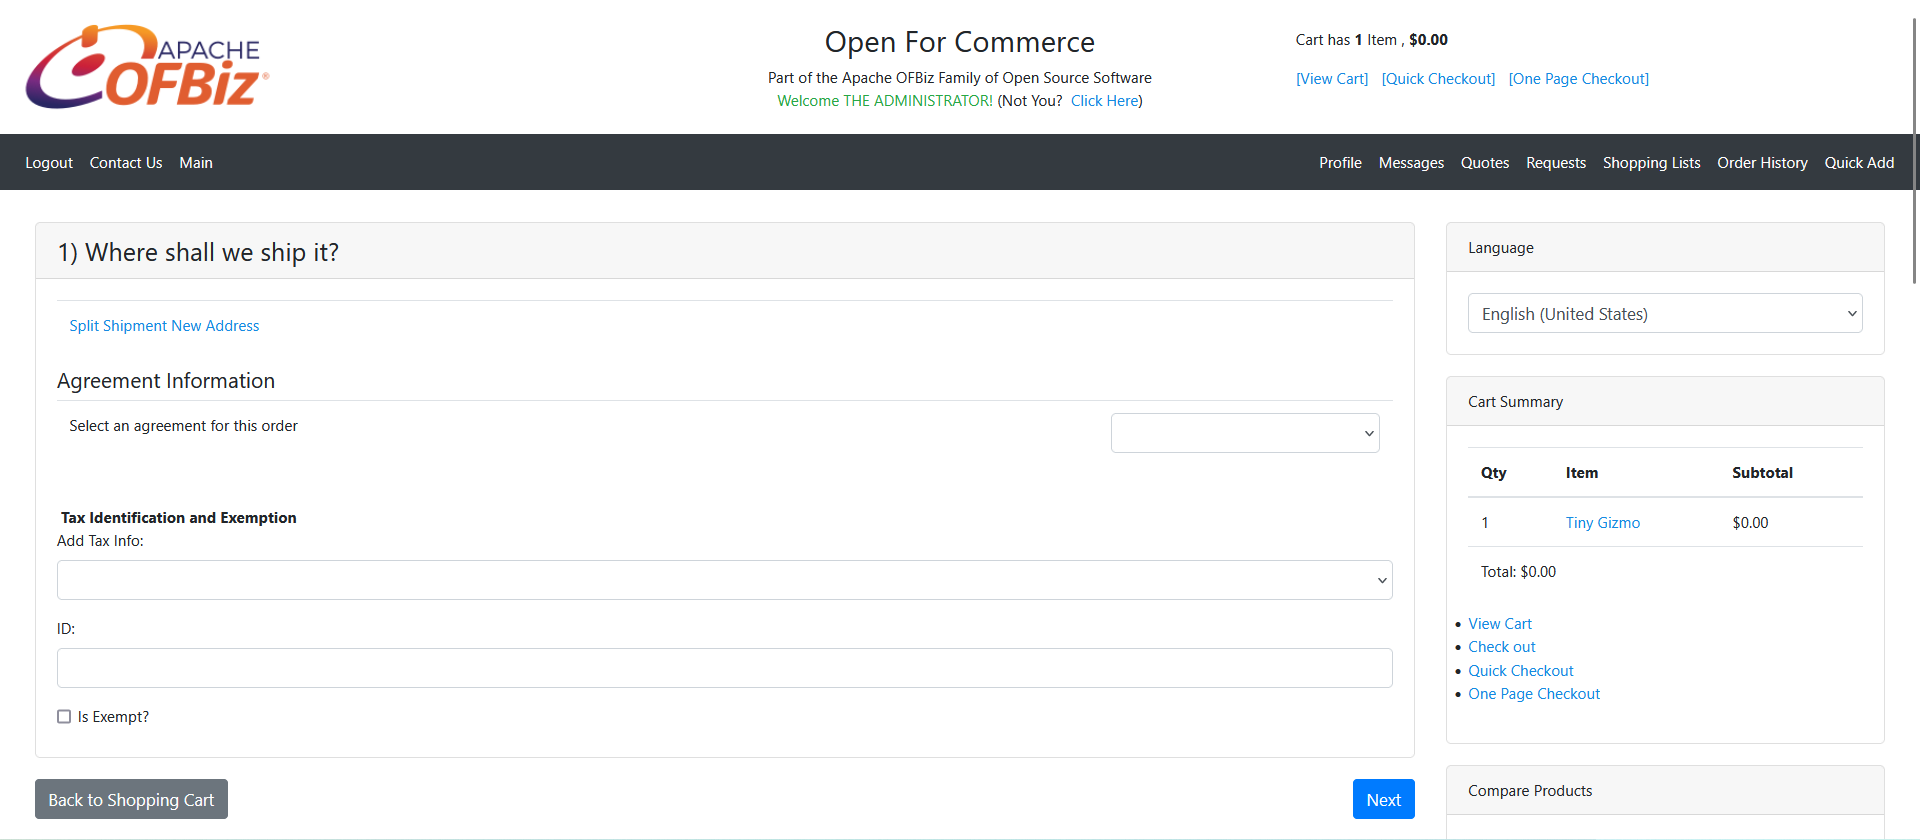 APACHE
OFBiz®
Open For Commerce
Part of the Apache OFBiz Family of Open Source Software
Welcome THE ADMINISTRATOR! (Not You? Click Here)
Cart has 1 Item , $0.00
[View Cart] [Quick Checkout] [One Page Checkout]
Logout Contact Us Main
Profile Messages Quotes Requests Shopping Lists Order History Quick Add
1) Where shall we ship it?
Split Shipment New Address
Agreement Information
Select an agreement for this order
Tax Identification and Exemption
Add Tax Info:
ID:
Is Exempt?
Back to Shopping Cart
Next
Language
English (United States)
Cart Summary
Qty Item Subtotal
1 Tiny Gizmo $0.00
Total: $0.00
• View Cart
• Check out
• Quick Checkout
• One Page Checkout
Compare Products